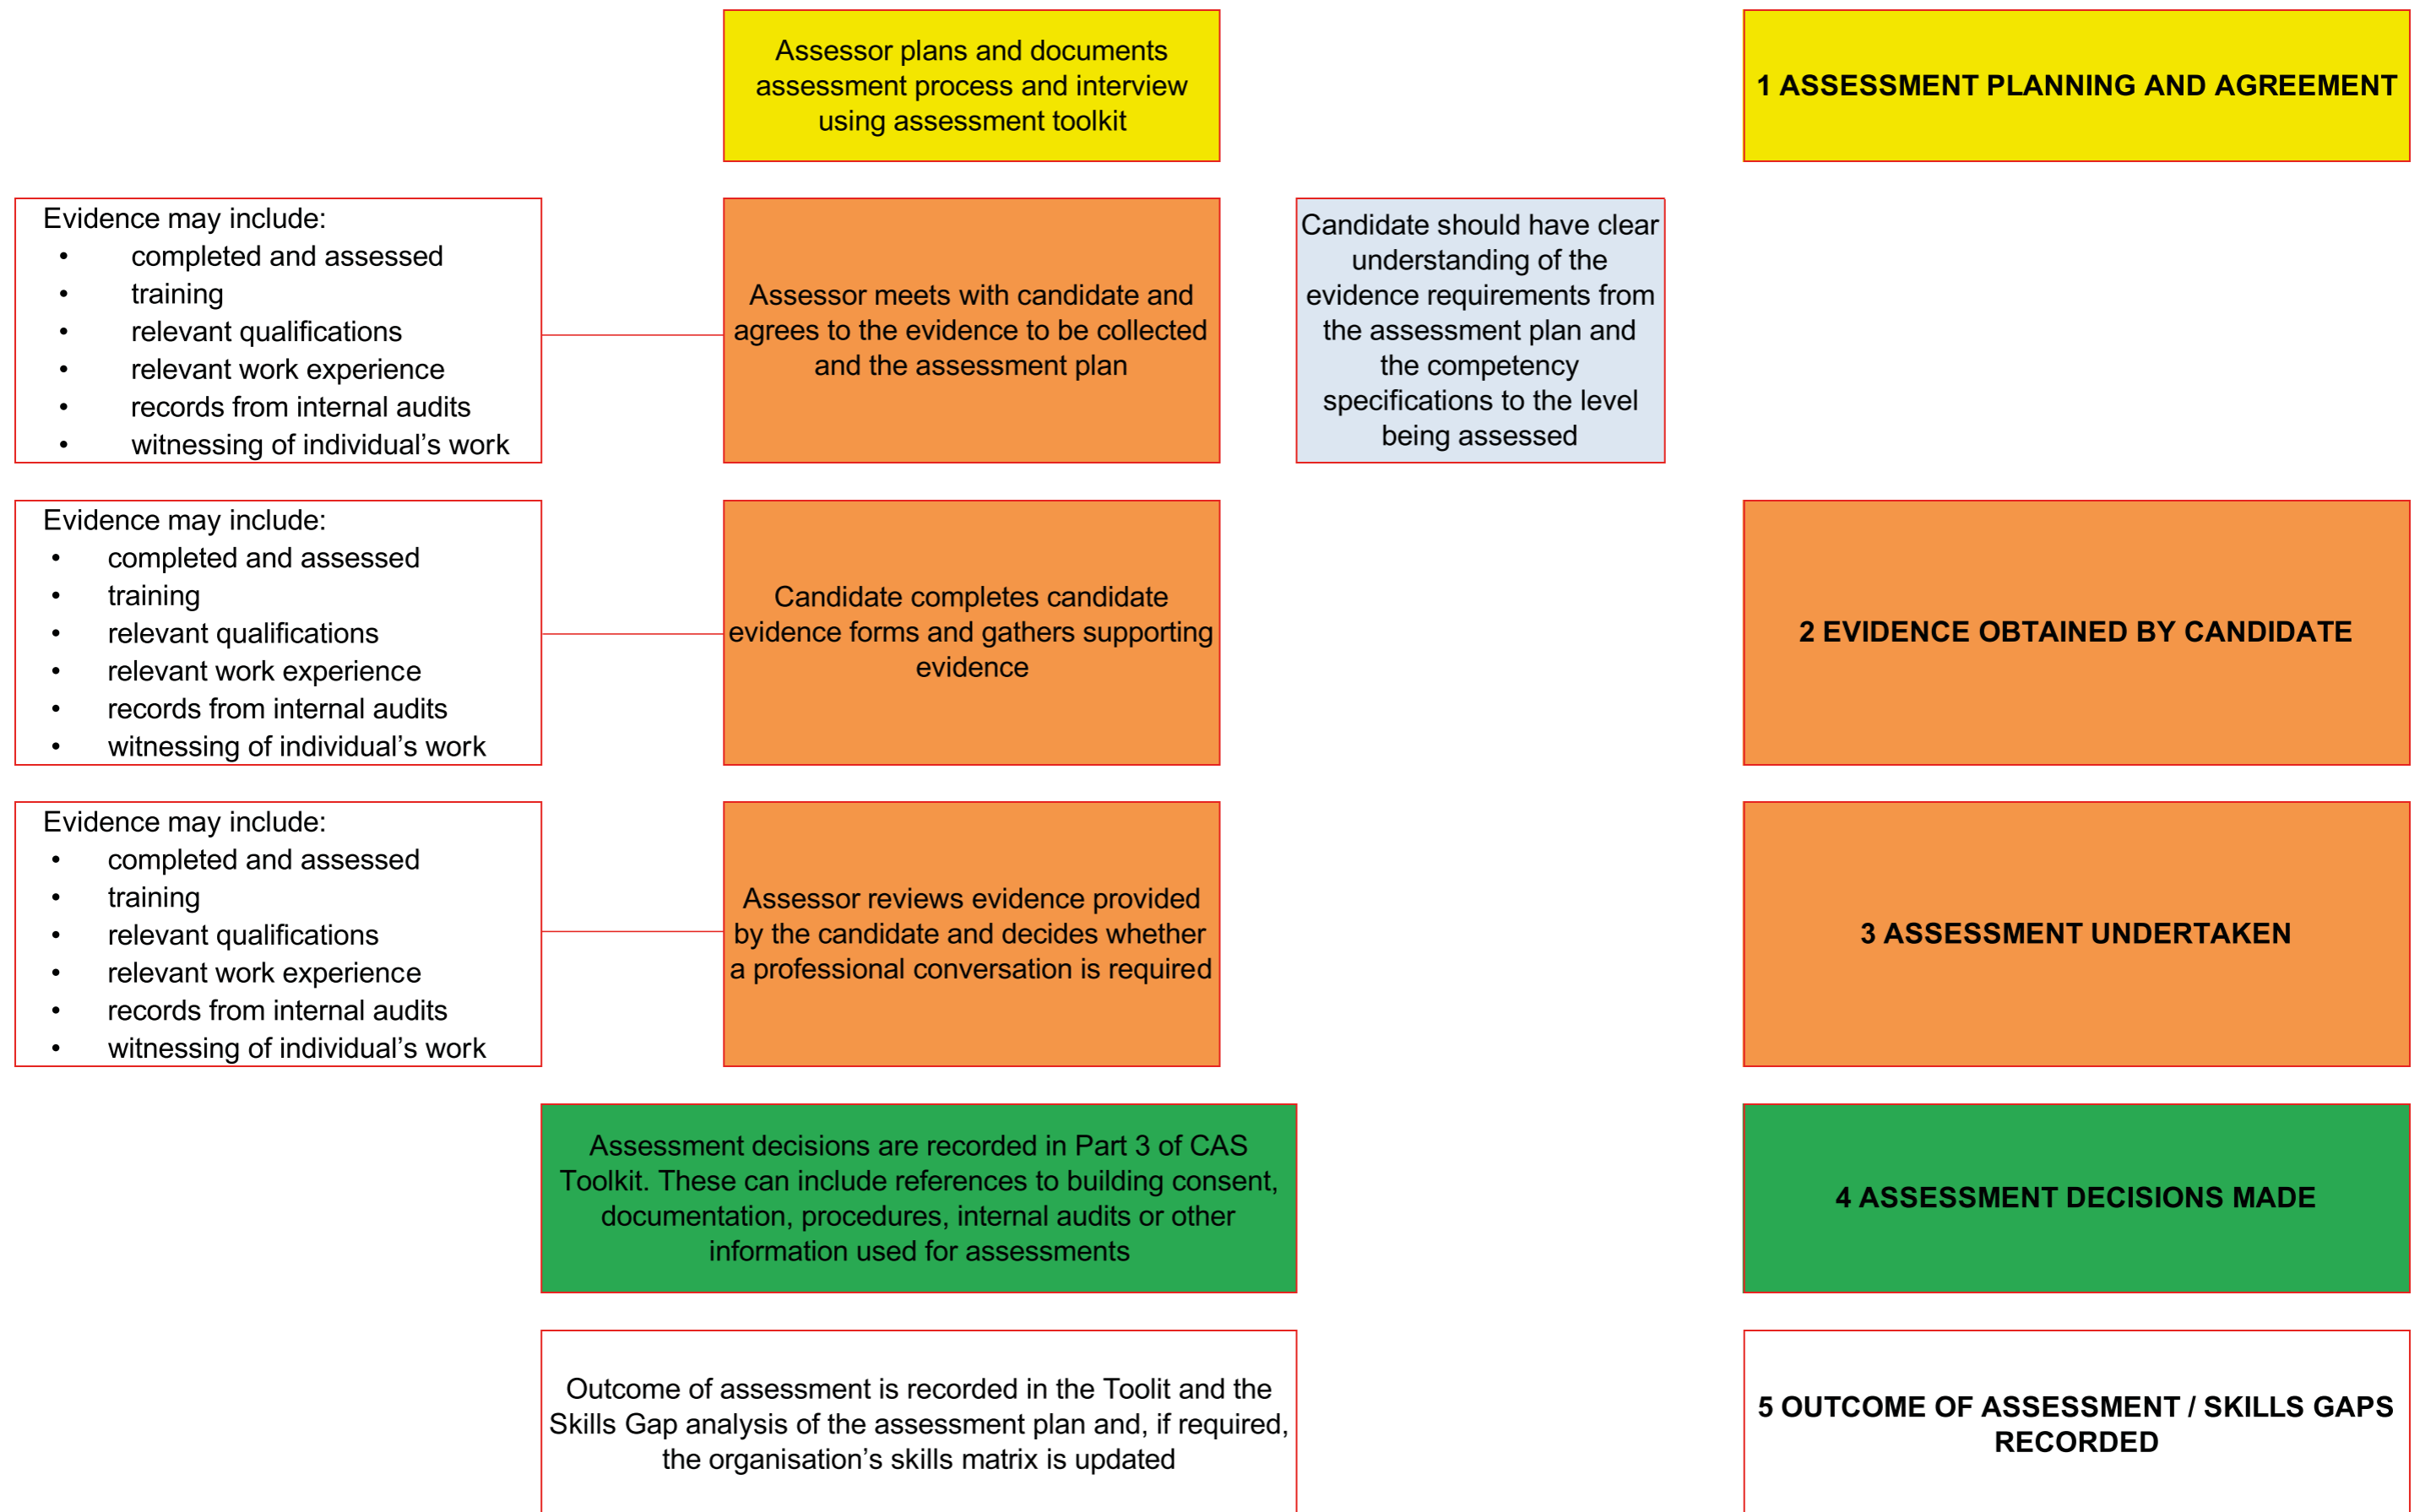 Assessor plans and documents
assessment process and interview
using assessment toolkit
1 ASSESSMENT PLANNING AND AGREEMENT
Evidence may include:
• completed and assessed
• training
• relevant qualifications
• relevant work experience
• records from internal audits
• witnessing of individual’s work
Assessor meets with candidate and
agrees to the evidence to be collected
and the assessment plan
Candidate should have clear
understanding of the
evidence requirements from
the assessment plan and
the competency
specifications to the level
being assessed
Evidence may include:
• completed and assessed
• training
• relevant qualifications
• relevant work experience
• records from internal audits
• witnessing of individual’s work
Candidate completes candidate
evidence forms and gathers supporting
evidence
2 EVIDENCE OBTAINED BY CANDIDATE
Evidence may include:
• completed and assessed
• training
• relevant qualifications
• relevant work experience
• records from internal audits
• witnessing of individual’s work
Assessor reviews evidence provided
by the candidate and decides whether
a professional conversation is required
3 ASSESSMENT UNDERTAKEN
Assessment decisions are recorded in Part 3 of CAS
Toolkit. These can include references to building consent,
documentation, procedures, internal audits or other
information used for assessments
4 ASSESSMENT DECISIONS MADE
Outcome of assessment is recorded in the Toolit and the
Skills Gap analysis of the assessment plan and, if required,
the organisation’s skills matrix is updated
5 OUTCOME OF ASSESSMENT / SKILLS GAPS
RECORDED